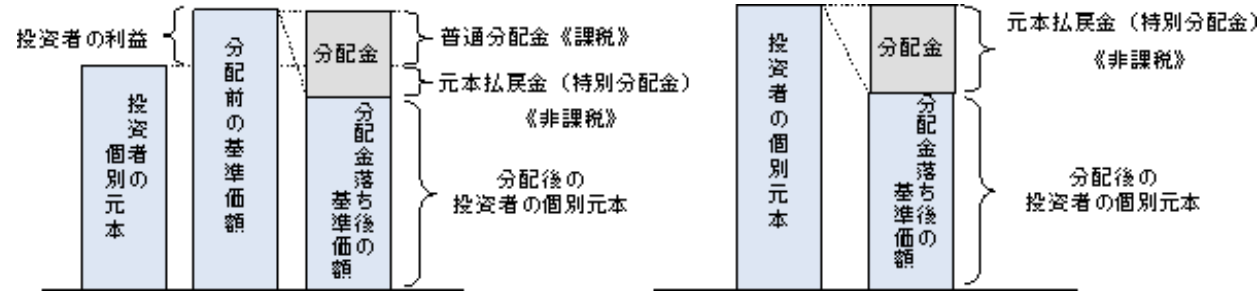 投資者の利益
投資者の
個別元本
分配前の基準価額
分配金
分配金落ち後の
基準価額
普通分配金《課税》
元本払戻金（特別分配金）
《非課税》
分配後の
投資者の個別元本
投資者の個別元本
分配金
分配金落ち後の
基準価額
元本払戻金（特別分配金）
《非課税》
分配後の
投資者の個別元本